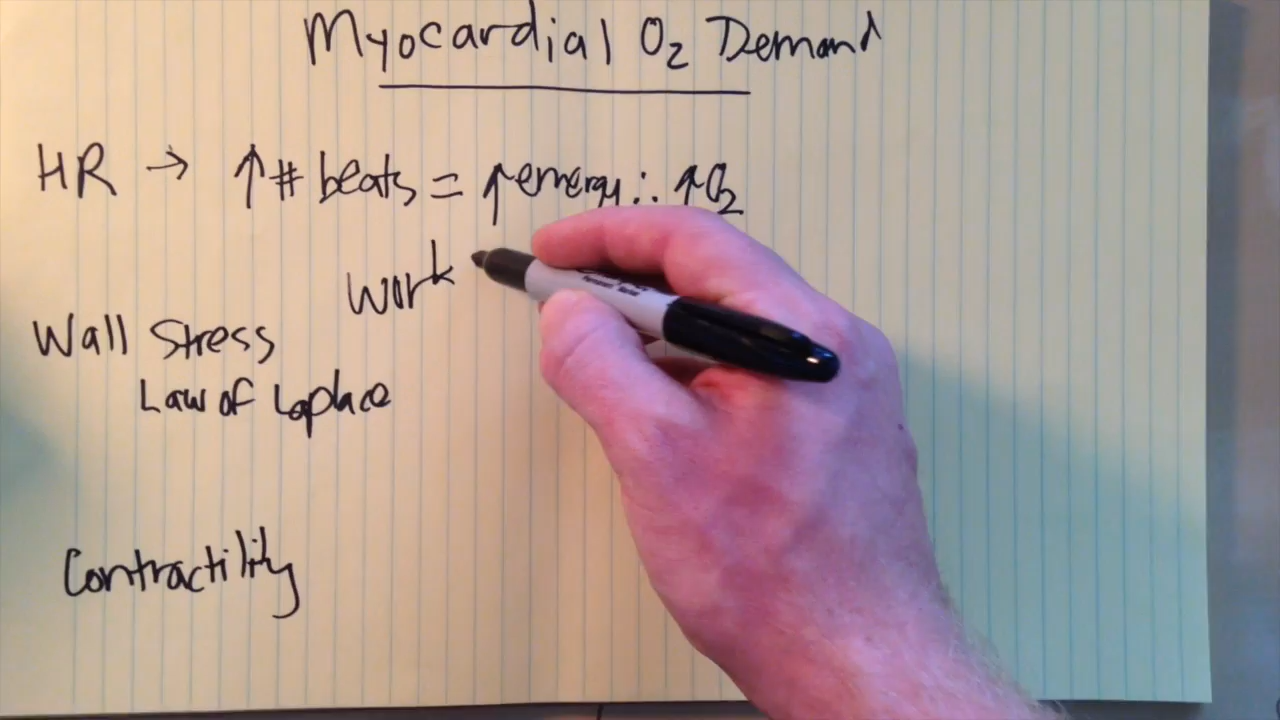 Myocardial O2 Demand
HR → ↑ # beats = ↑ energy ∴ ↑ O2
Work
Wall Stress
Law of Laplace
Contractility